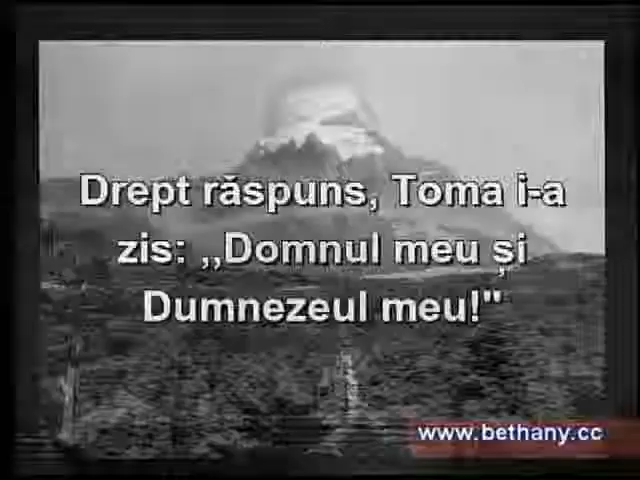 Drept răspuns, Toma i-a
zis: ,,Domnul meu și
Dumnezeul meu!"
www.bethany.cc